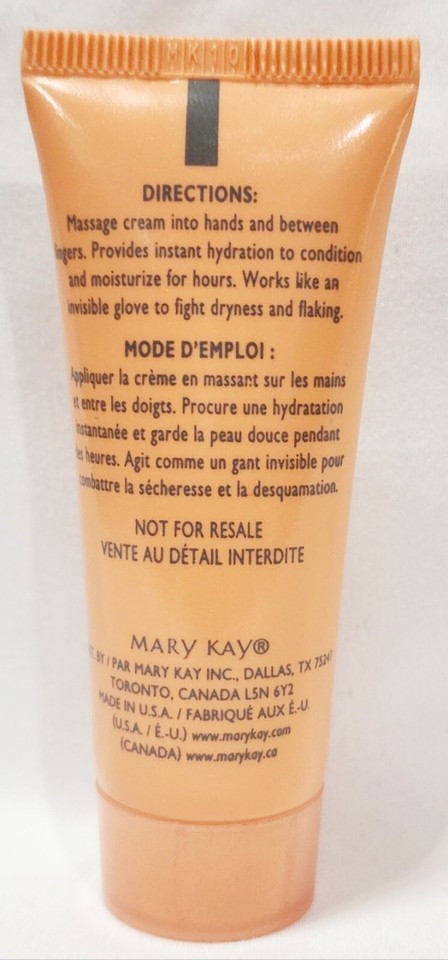 MK10
DIRECTIONS:
Massage cream into hands and between
fingers. Provides instant hydration to condition
and moisturize for hours. Works like an
invisible glove to fight dryness and flaking.
MODE D'EMPLOI :
Appliquer la crème en massant sur les mains
et entre les doigts. Procure une hydratation
instantanée et garde la peau douce pendant
des heures. Agit comme un gant invisible pour
combattre la sécheresse et la desquamation.
NOT FOR RESALE
VENTE AU DÉTAIL INTERDITE
MARY KAY®
BY / PAR MARY KAY INC., DALLAS, TX 75247
TORONTO, CANADA L5N 6Y2
MADE IN U.S.A. / FABRIQUÉ AUX É.-U.
(U.S.A. / É.-U.) www.marykay.com
(CANADA) www.marykay.ca